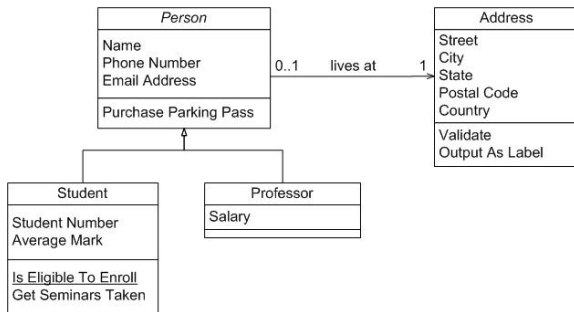 Person
Name
Phone Number
Email Address
Purchase Parking Pass
0..1 lives at 1
Address
Street
City
State
Postal Code
Country
Validate
Output As Label
Student
Student Number
Average Mark
Is Eligible To Enroll
Get Seminars Taken
Professor
Salary